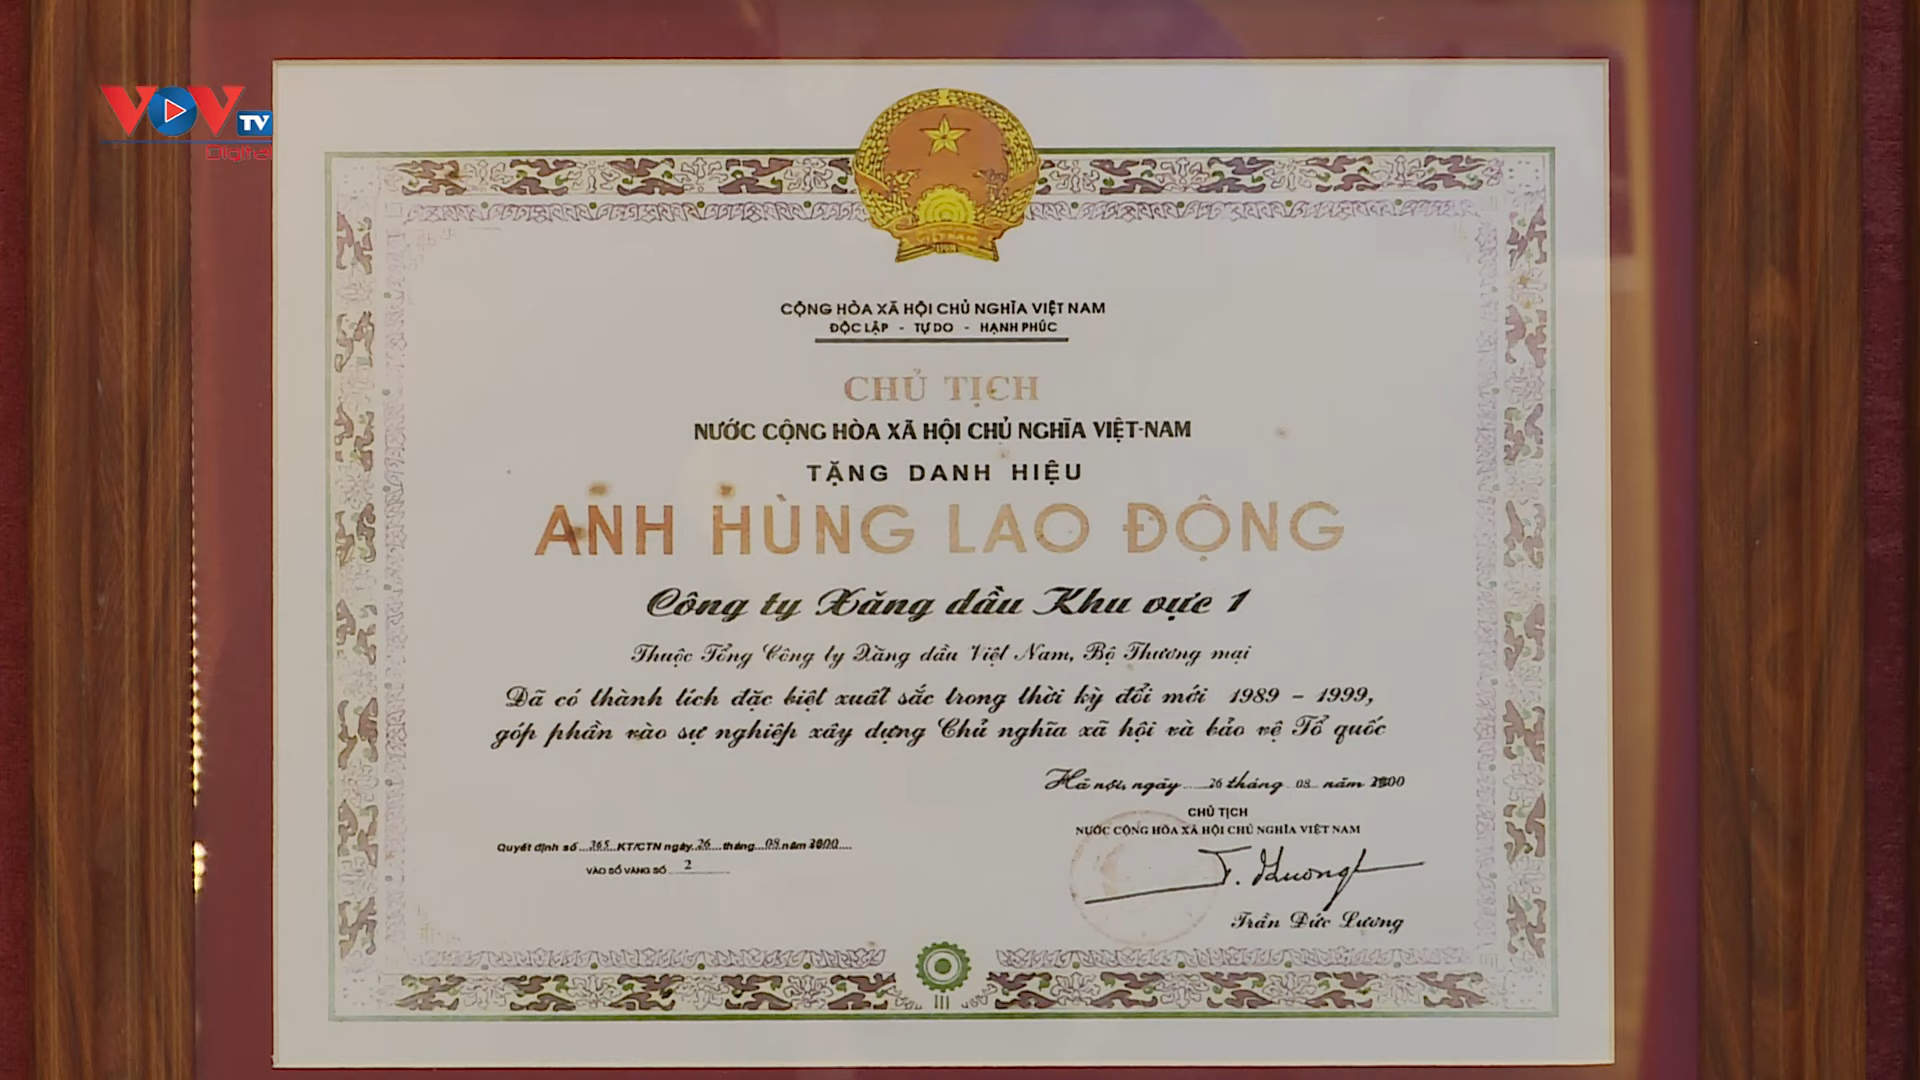 VOV TV
Digital
CỘNG HÒA XÃ HỘI CHỦ NGHĨA VIỆT NAM
ĐỘC LẬP - TỰ DO - HẠNH PHÚC
CHỦ TỊCH
NƯỚC CỘNG HÒA XÃ HỘI CHỦ NGHĨA VIỆT-NAM
TẶNG DANH HIỆU
ANH HÙNG LAO ĐỘNG
Công ty Xăng dầu Khu vực 1
Thuộc Tổng Công ty Xăng dầu Việt Nam, Bộ Thương mại
Đã có thành tích đặc biệt xuất sắc trong thời kỳ đổi mới 1989 - 1999,
góp phần vào sự nghiệp xây dựng Chủ nghĩa xã hội và bảo vệ Tổ quốc
Hà nội, ngày 26 tháng 08 năm 2000
CHỦ TỊCH
NƯỚC CỘNG HÒA XÃ HỘI CHỦ NGHĨA VIỆT NAM
Quyết định số 365 KT/CTN ngày 26 tháng 08 năm 2000
VÀO SỔ VÀNG SỐ 2
T. Lương
Trần Đức Lương